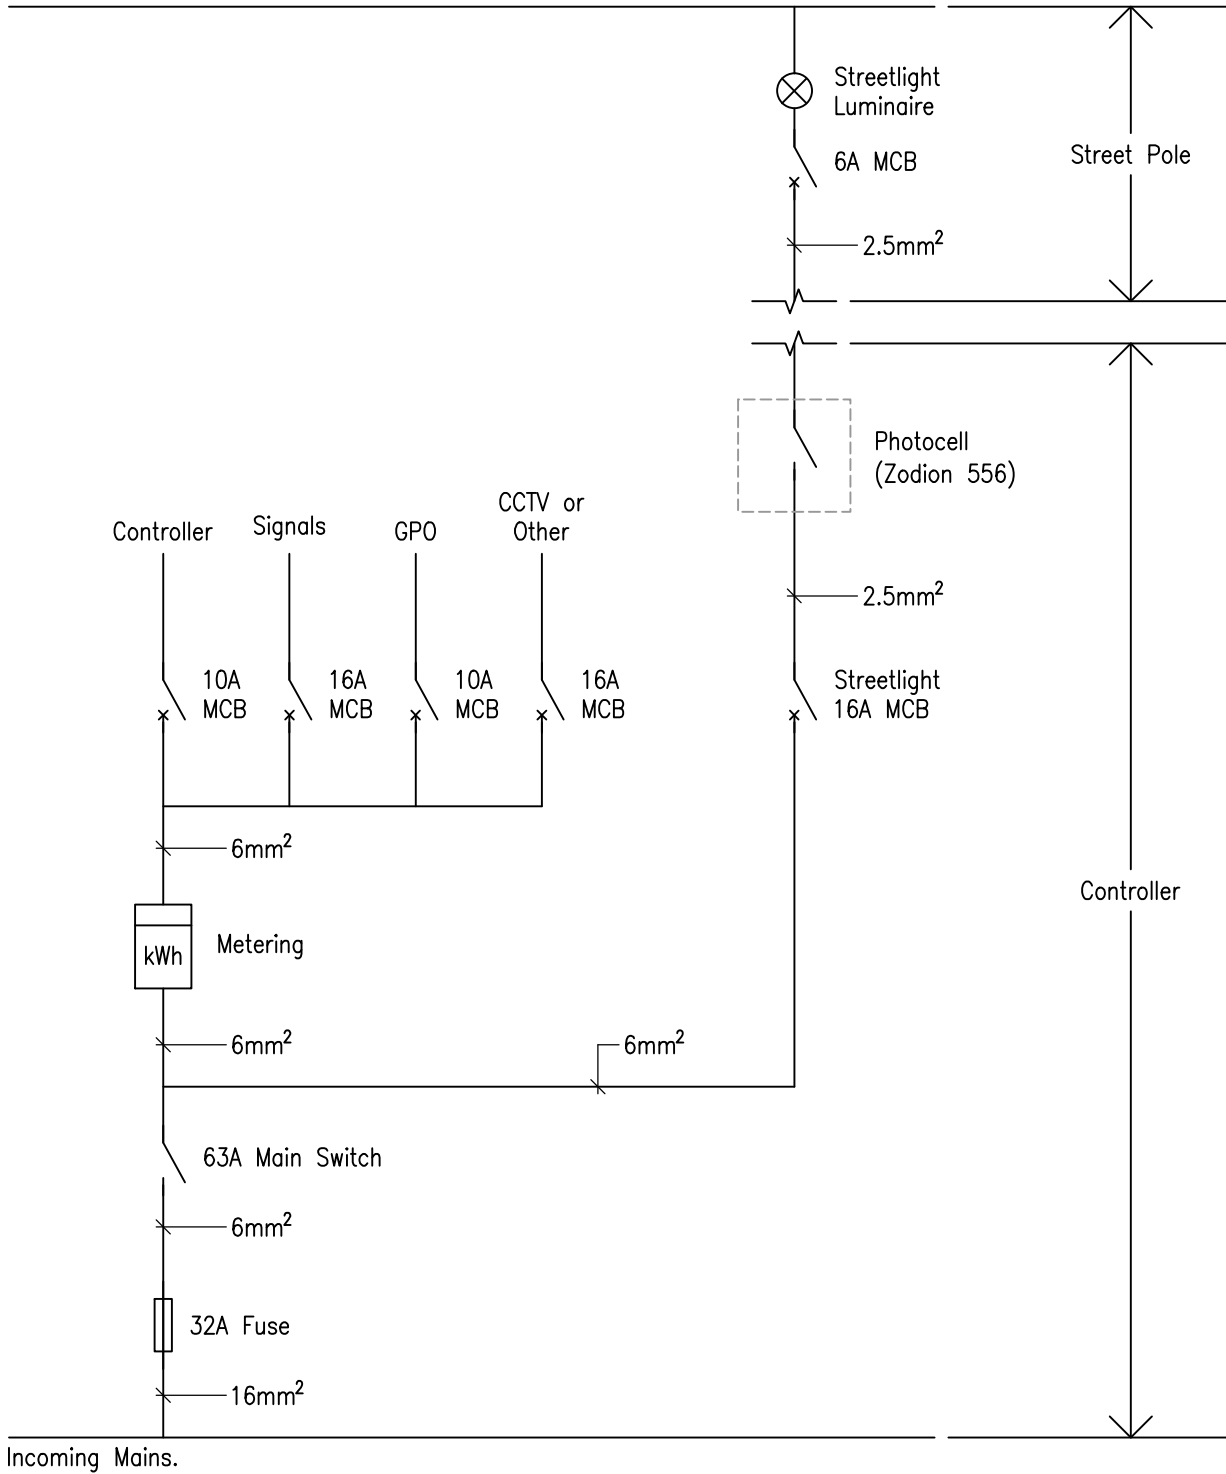 Streetlight
Luminaire
6A MCB
Street Pole
2.5mm²
Photocell
(Zodion 556)
Controller
Signals
GPO
CCTV or
Other
2.5mm²
10A
MCB
16A
MCB
10A
MCB
16A
MCB
Streetlight
16A MCB
6mm²
Controller
kWh
Metering
6mm²
6mm²
63A Main Switch
6mm²
32A Fuse
16mm²
Incoming Mains.